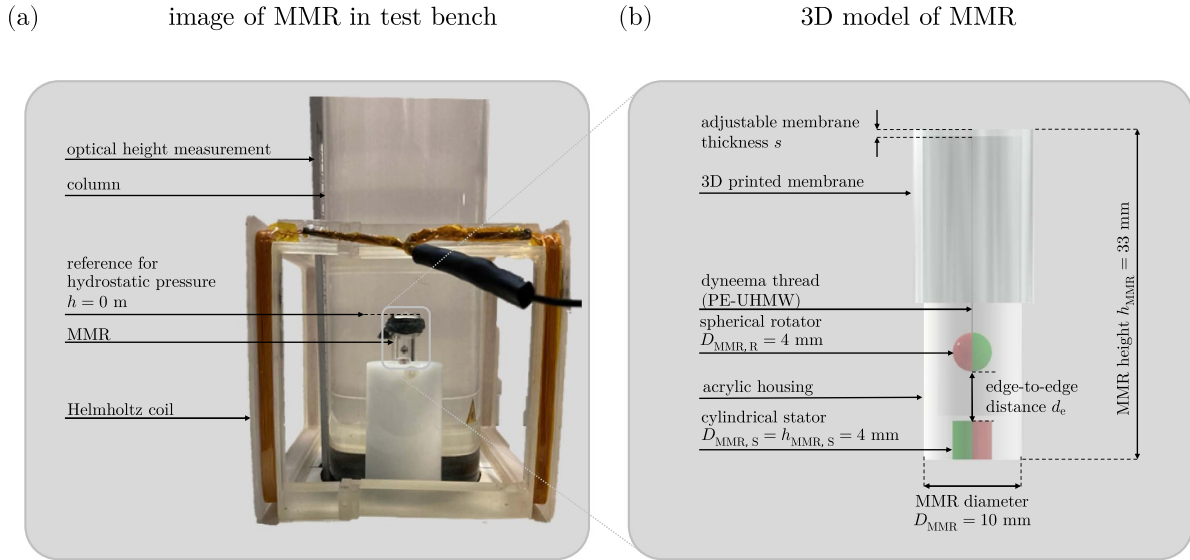 (a) image of MMR in test bench
optical height measurement
column
reference for
hydrostatic pressure
h = 0 m
MMR
Helmholtz coil
(b) 3D model of MMR
adjustable membrane
thickness s
3D printed membrane
dyneema thread
(PE-UHMW)
spherical rotator
D_MMR, R = 4 mm
acrylic housing
cylindrical stator
D_MMR, S = h_MMR, S = 4 mm
edge-to-edge
distance d_e
MMR height h_MMR = 33 mm
MMR diameter
D_MMR = 10 mm